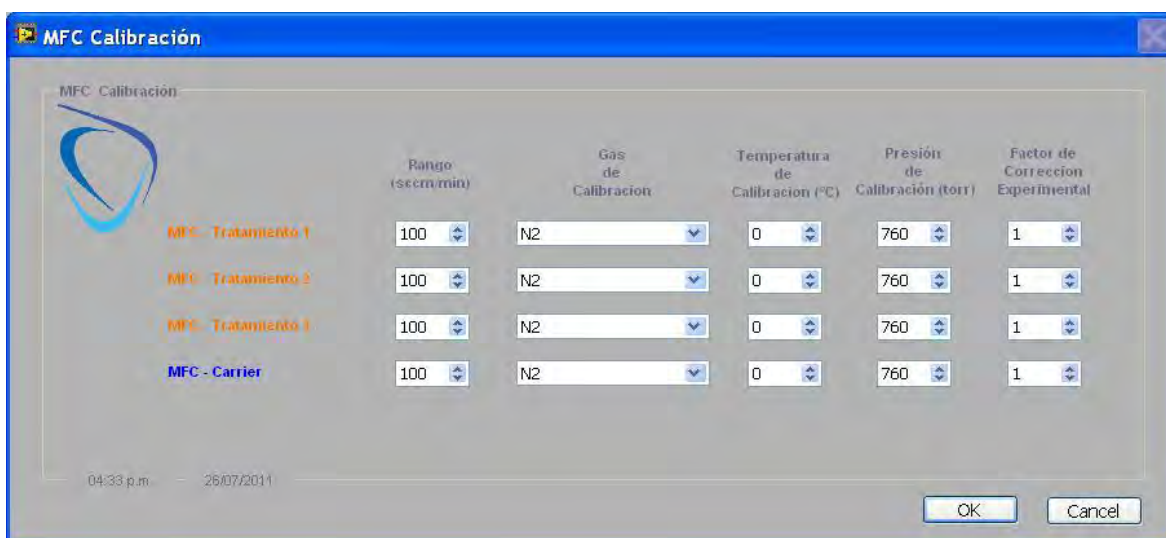 MFC Calibración
MFC Calibración
Rango
(sccm/min)
Gas
de
Calibracion
Temperatura
de
Calibracion (ºC)
Presión
de
Calibración (torr)
Factor de
Correccion
Experimental
MFC - Tratamiento 1 100 N2 0 760 1
MFC - Tratamiento 2 100 N2 0 760 1
MFC - Tratamiento 3 100 N2 0 760 1
MFC - Carrier 100 N2 0 760 1
04:33 p.m. 26/07/2011
OK Cancel